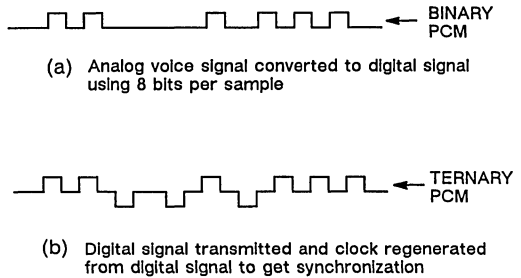 BINARY
PCM
(a) Analog voice signal converted to digital signal
using 8 bits per sample
TERNARY
PCM
(b) Digital signal transmitted and clock regenerated
from digital signal to get synchronization